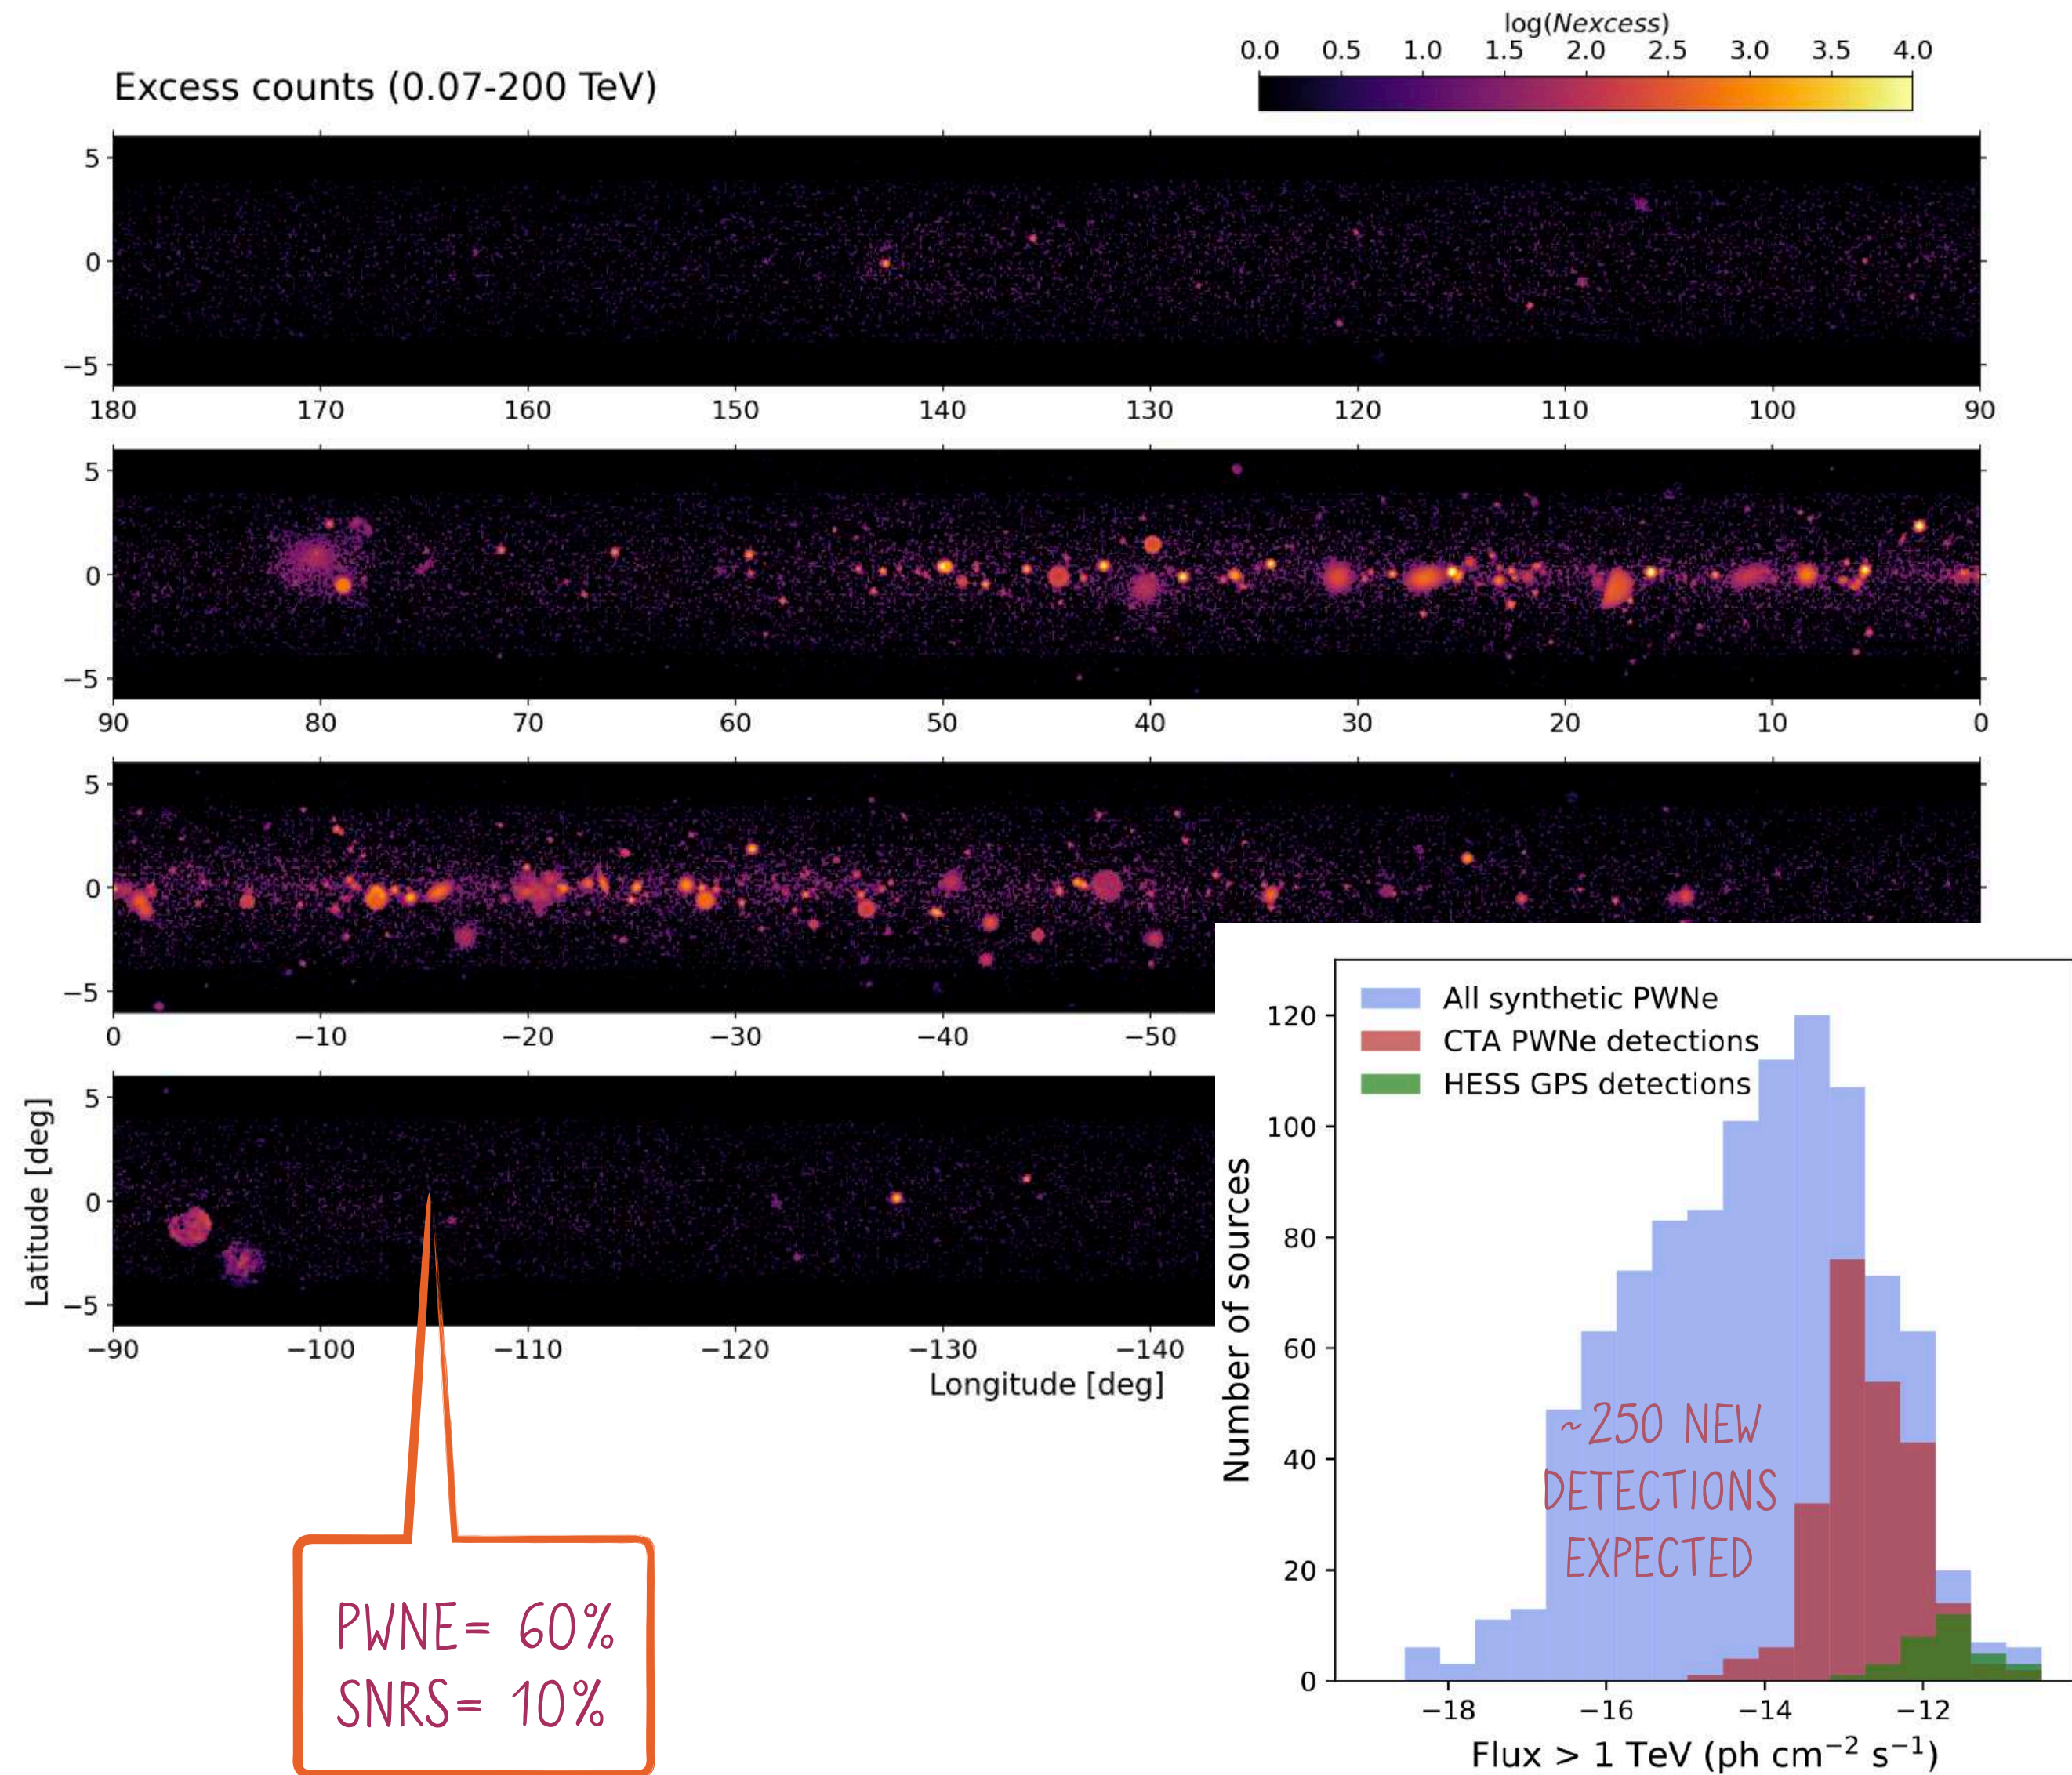 log(Nexcess)
0.0 0.5 1.0 1.5 2.0 2.5 3.0 3.5 4.0
Excess counts (0.07-200 TeV)
5
0
−5
180 170 160 150 140 130 120 110 100 90
5
0
−5
90 80 70 60 50 40 30 20 10 0
5
0
−5
0 −10 −20 −30 −40 −50
5
0
−5
Latitude [deg]
−90 −100 −110 −120 −130 −140
Longitude [deg]
PWNE= 60%
SNRS= 10%
All synthetic PWNe
CTA PWNe detections
HESS GPS detections
120
100
80
60
40
20
0
Number of sources
~250 NEW
DETECTIONS
EXPECTED
−18 −16 −14 −12
Flux > 1 TeV (ph cm⁻² s⁻¹)